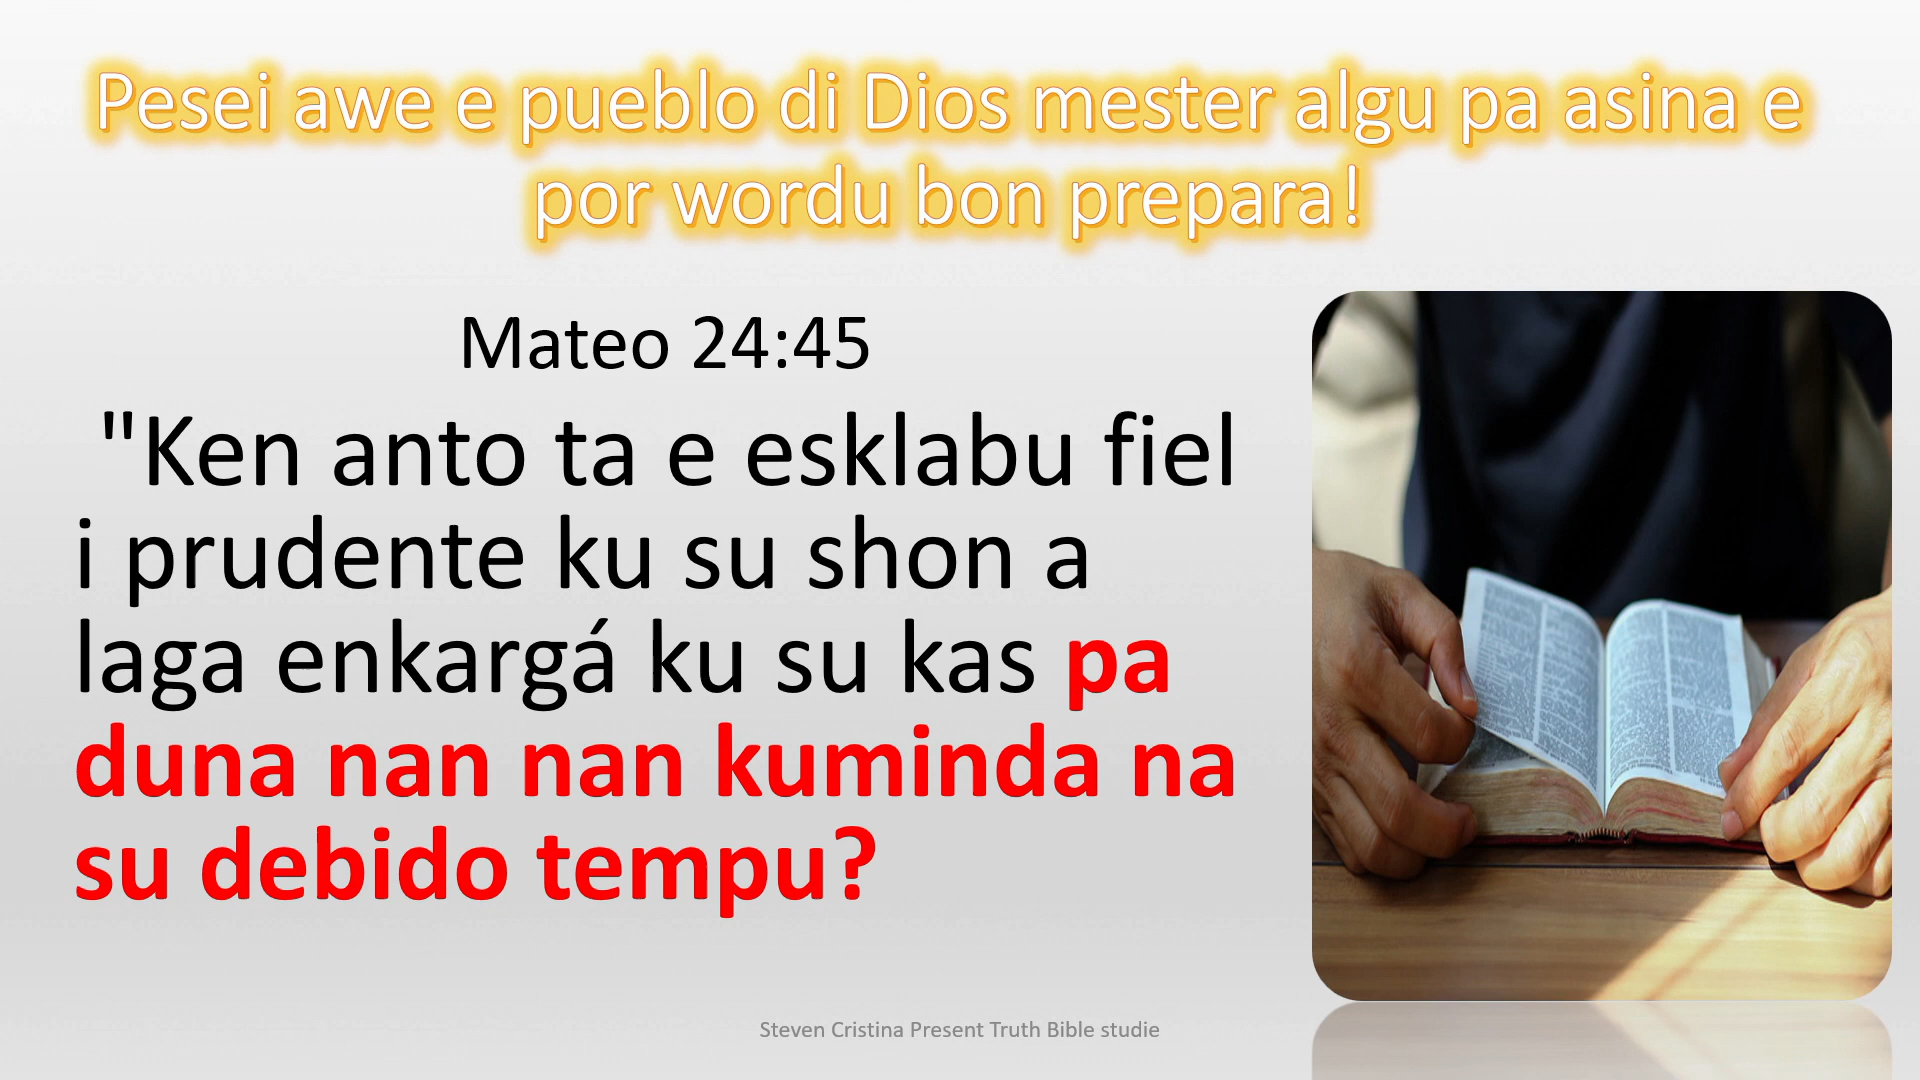 Pesei awe e pueblo di Dios mester algu pa asina e
por wordu bon prepara!
Mateo 24:45
"Ken anto ta e esklabu fiel
i prudente ku su shon a
laga enkargá ku su kas pa
duna nan nan kuminda na
su debido tempu?
Steven Cristina Present Truth Bible studie